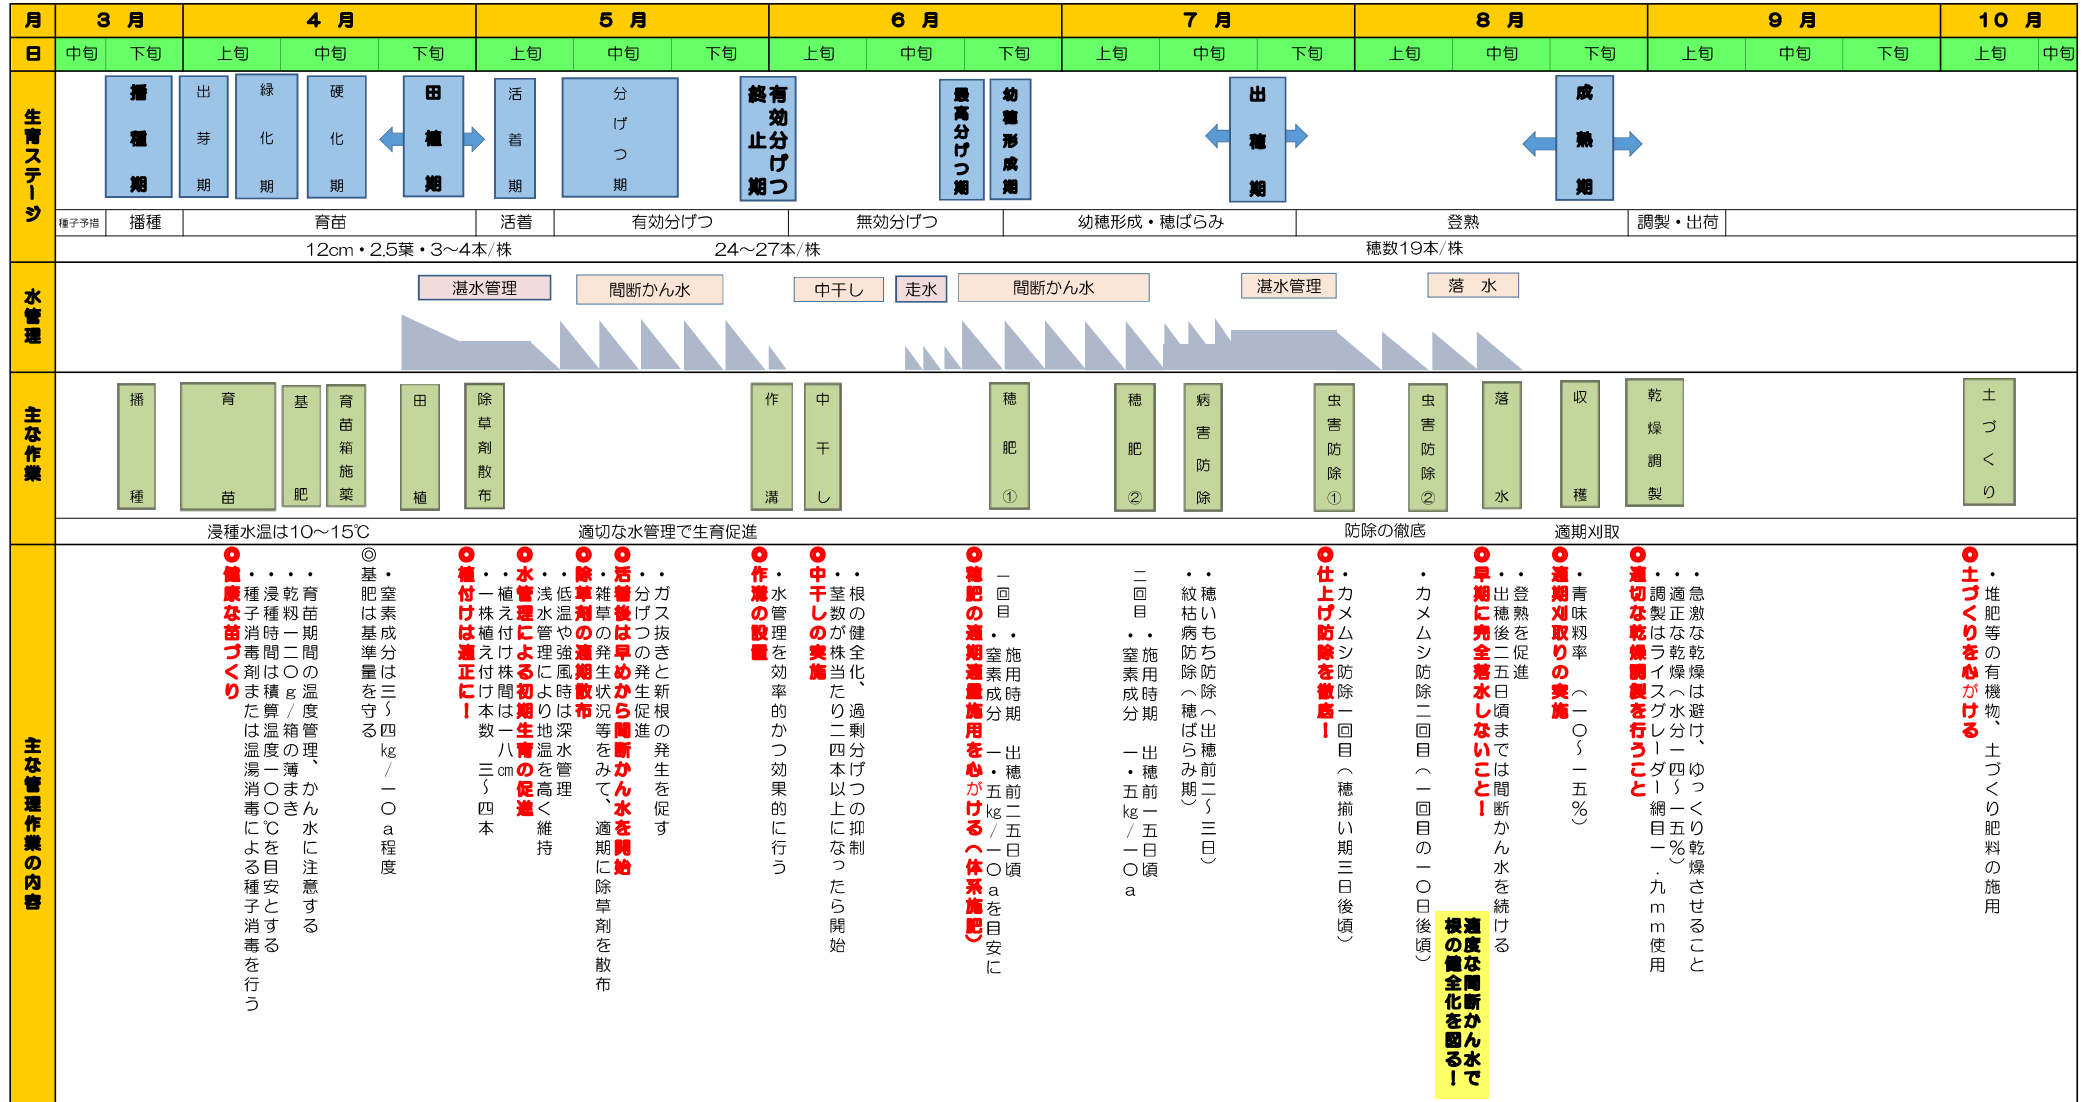 月 3 月 4 月 5 月 6 月 7 月 8 月 9 月 10 月
日 中旬 下旬 上旬 中旬 下旬 上旬 中旬 下旬 上旬 中旬 下旬 上旬 中旬 下旬 上旬 中旬 下旬 上旬 中旬 下旬 上旬 中旬
生育ステージ
播種期
出芽期
緑化期
硬化期
田植期
活着期
分げつ期
有効分げつ
終止期
最高分げつ期
幼穂形成期
出穂期
成熟期
種子予措 播種 育苗 活着 有効分げつ 無効分げつ 幼穂形成・穂ばらみ 登熟 調製・出荷
12cm・2.5葉・3～4本/株 24～27本/株 穂数19本/株
水管理
湛水管理 間断かん水 中干し 走水 間断かん水 湛水管理 落 水
主な作業
播種
育苗
基肥
育苗箱施薬
田植
除草剤散布
作溝
中干し
穂肥①
穂肥②
病害防除
虫害防除①
虫害防除②
落水
収穫
乾燥調製
土づくり
浸種水温は10～15℃ 適切な水管理で生育促進 防除の徹底 適期刈取
主な管理作業の内容
◎健康な苗づくり
・種子消毒剤または温湯消毒による種子消毒を行う
・浸種時間は積算温度一〇〇℃を目安とする
・乾籾一二〇g/箱の薄まき
・育苗期間の温度管理、かん水に注意する
◎基肥は基準量を守る
・窒素成分は三～四kg/一〇a程度
◎植付けは適正に！
・一株植え付け本数 三～四本
・植え付け株間は一八cm
◎水管理による初期生育の促進
・浅水管理により地温を高く維持
・低温や強風時は深水管理
◎除草剤の適期散布
・雑草の発生状況等をみて、適期に除草剤を散布
◎活着後は早めから間断かん水を開始
・分げつの発生促進
・ガス抜きと新根の発生を促す
◎作溝の設置
・水管理を効率的かつ効果的に行う
◎中干しの実施
・茎数が株当たり二四本以上になったら開始
・根の健全化、過剰分げつの抑制
◎穂肥の適期適量施用を心がける（体系施肥）
一回目 ・施用時期 出穂前二五日頃
・窒素成分 一・五kg/一〇aを目安に
二回目 ・施用時期 出穂前一五日頃
・窒素成分 一・五kg/一〇a
・紋枯病防除（穂ばらみ期）
・穂いもち防除（出穂前二～三日）
◎仕上げ防除を徹底！
・カメムシ防除一回目（穂揃い期三日後頃）
・カメムシ防除二回目（一回目の一〇日後頃）
◎早期に完全落水しないこと！
・出穂後二五日頃までは間断かん水を続ける
・登熟を促進
適度な間断かん水で
根の健全化を図る！
◎適期刈取りの実施
・青味籾率（一〇～一五％）
◎適切な乾燥調製を行うこと
・調製はライスグレーダー網目一.九mm使用
・適正な乾燥（水分一四～一五％）
・急激な乾燥は避け、ゆっくり乾燥させること
◎土づくりを心がける
・堆肥等の有機物、土づくり肥料の施用